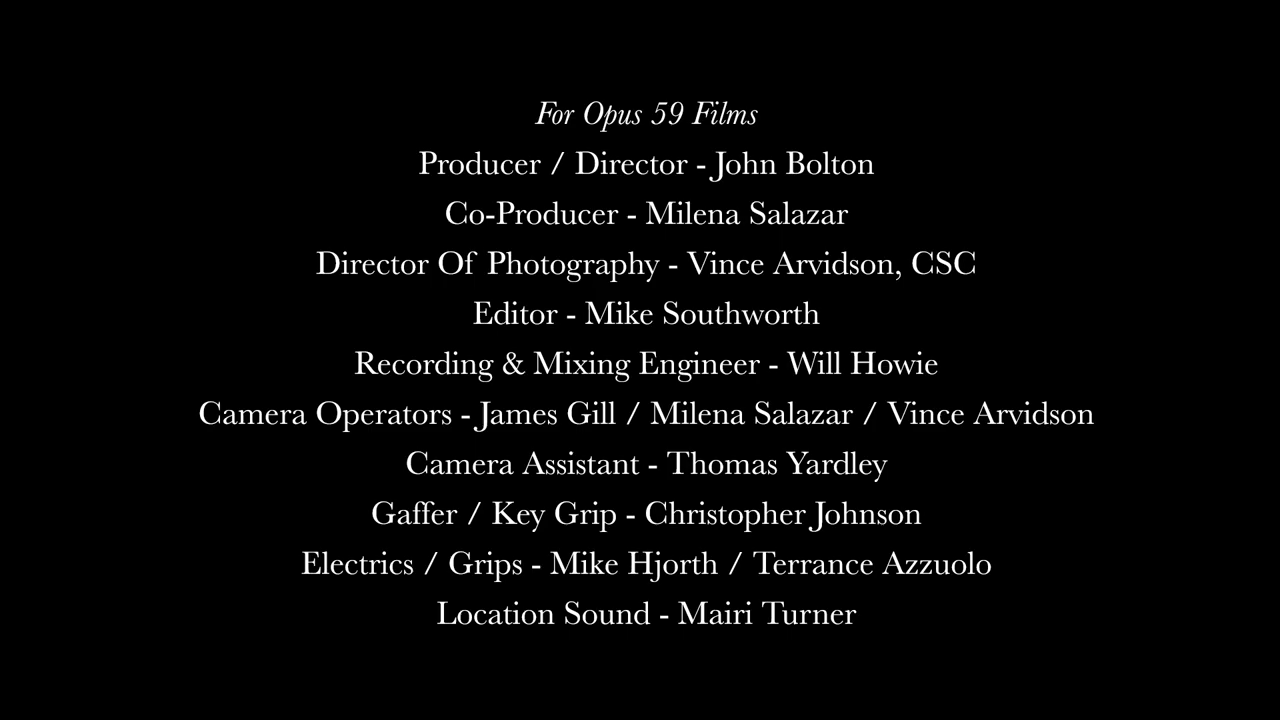 For Opus 59 Films
Producer / Director - John Bolton
Co-Producer - Milena Salazar
Director Of Photography - Vince Arvidson, CSC
Editor - Mike Southworth
Recording & Mixing Engineer - Will Howie
Camera Operators - James Gill / Milena Salazar / Vince Arvidson
Camera Assistant - Thomas Yardley
Gaffer / Key Grip - Christopher Johnson
Electrics / Grips - Mike Hjorth / Terrance Azzuolo
Location Sound - Mairi Turner